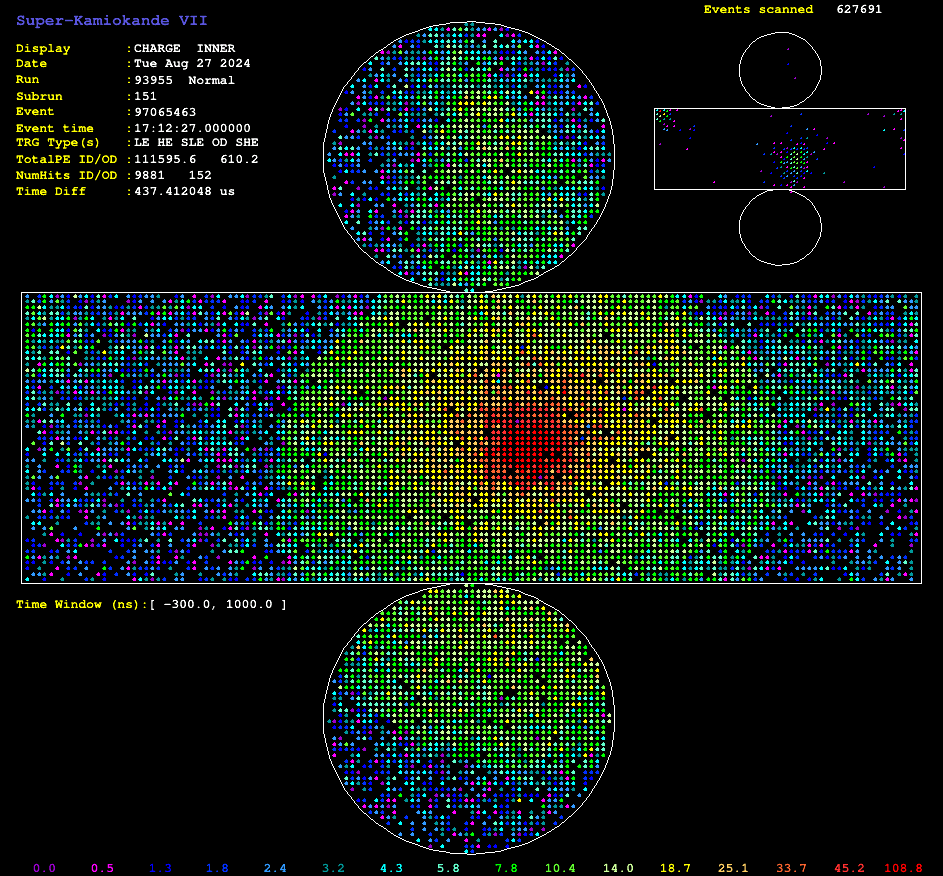 Super-Kamiokande VII
Events scanned 627691
Display :CHARGE INNER
Date :Tue Aug 27 2024
Run :93955 Normal
Subrun :151
Event :97065463
Event time :17:12:27.000000
TRG Type(s) :LE HE SLE OD SHE
TotalPE ID/OD :111595.6 610.2
NumHits ID/OD :9881 152
Time Diff :437.412048 us
Time Window (ns):[ −300.0, 1000.0 ]
0.0 0.5 1.3 1.8 2.4 3.2 4.3 5.8 7.8 10.4 14.0 18.7 25.1 33.7 45.2 108.8